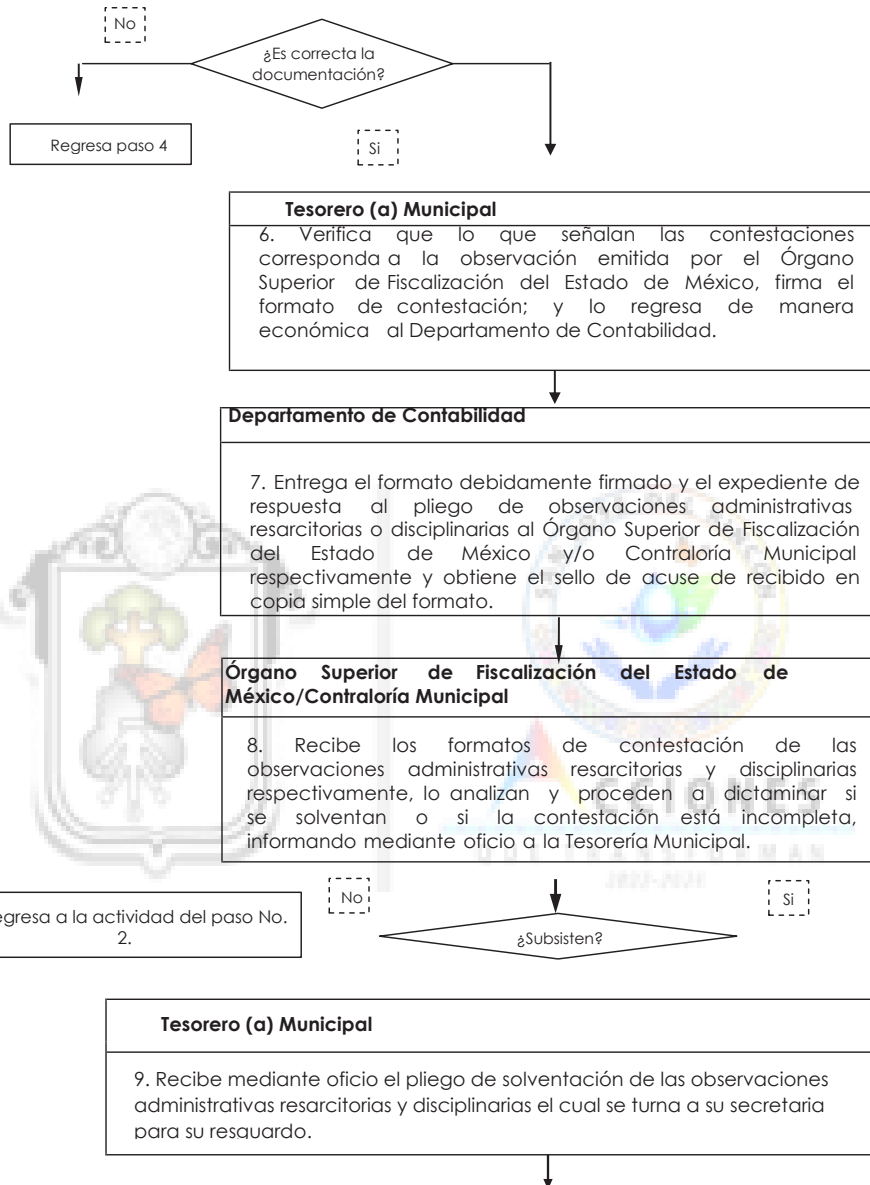 No
¿Es correcta la
documentación?
Regresa paso 4
Si
Tesorero (a) Municipal
6. Verifica que lo que señalan las contestaciones
corresponda a la observación emitida por el Órgano
Superior de Fiscalización del Estado de México, firma el
formato de contestación; y lo regresa de manera
económica al Departamento de Contabilidad.
Departamento de Contabilidad
7. Entrega el formato debidamente firmado y el expediente de
respuesta al pliego de observaciones administrativas
resarcitorias o disciplinarias al Órgano Superior de Fiscalización
del Estado de México y/o Contraloría Municipal
respectivamente y obtiene el sello de acuse de recibido en
copia simple del formato.
Órgano Superior de Fiscalización del Estado de
México/Contraloría Municipal
8. Recibe los formatos de contestación de las
observaciones administrativas resarcitorias y disciplinarias
respectivamente, lo analizan y proceden a dictaminar si
se solventan o si la contestación está incompleta,
informando mediante oficio a la Tesorería Municipal.
ACCIONES
QUE TRANSFORMAN
2022-2024
No
Si
egresa a la actividad del paso No.
2.
¿Subsisten?
Tesorero (a) Municipal
9. Recibe mediante oficio el pliego de solventación de las observaciones
administrativas resarcitorias y disciplinarias el cual se turna a su secretaria
para su resguardo.